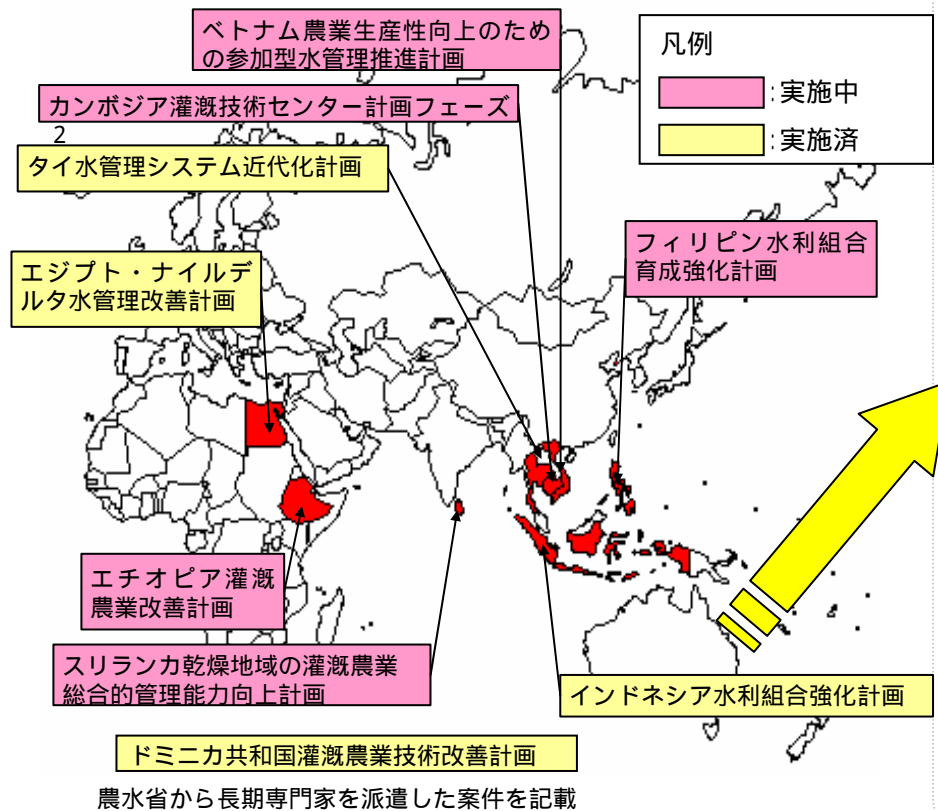 ベトナム農業生産性向上のため
の参加型水管理推進計画
凡例
:実施中
:実施済
カンボジア灌漑技術センター計画フェーズ
2
タイ水管理システム近代化計画
フィリピン水利組合
育成強化計画
エジプト・ナイルデ
ルタ水管理改善計画
エチオピア灌漑
農業改善計画
スリランカ乾燥地域の灌漑農業
総合的管理能力向上計画
インドネシア水利組合強化計画
ドミニカ共和国灌漑農業技術改善計画
農水省から長期専門家を派遣した案件を記載